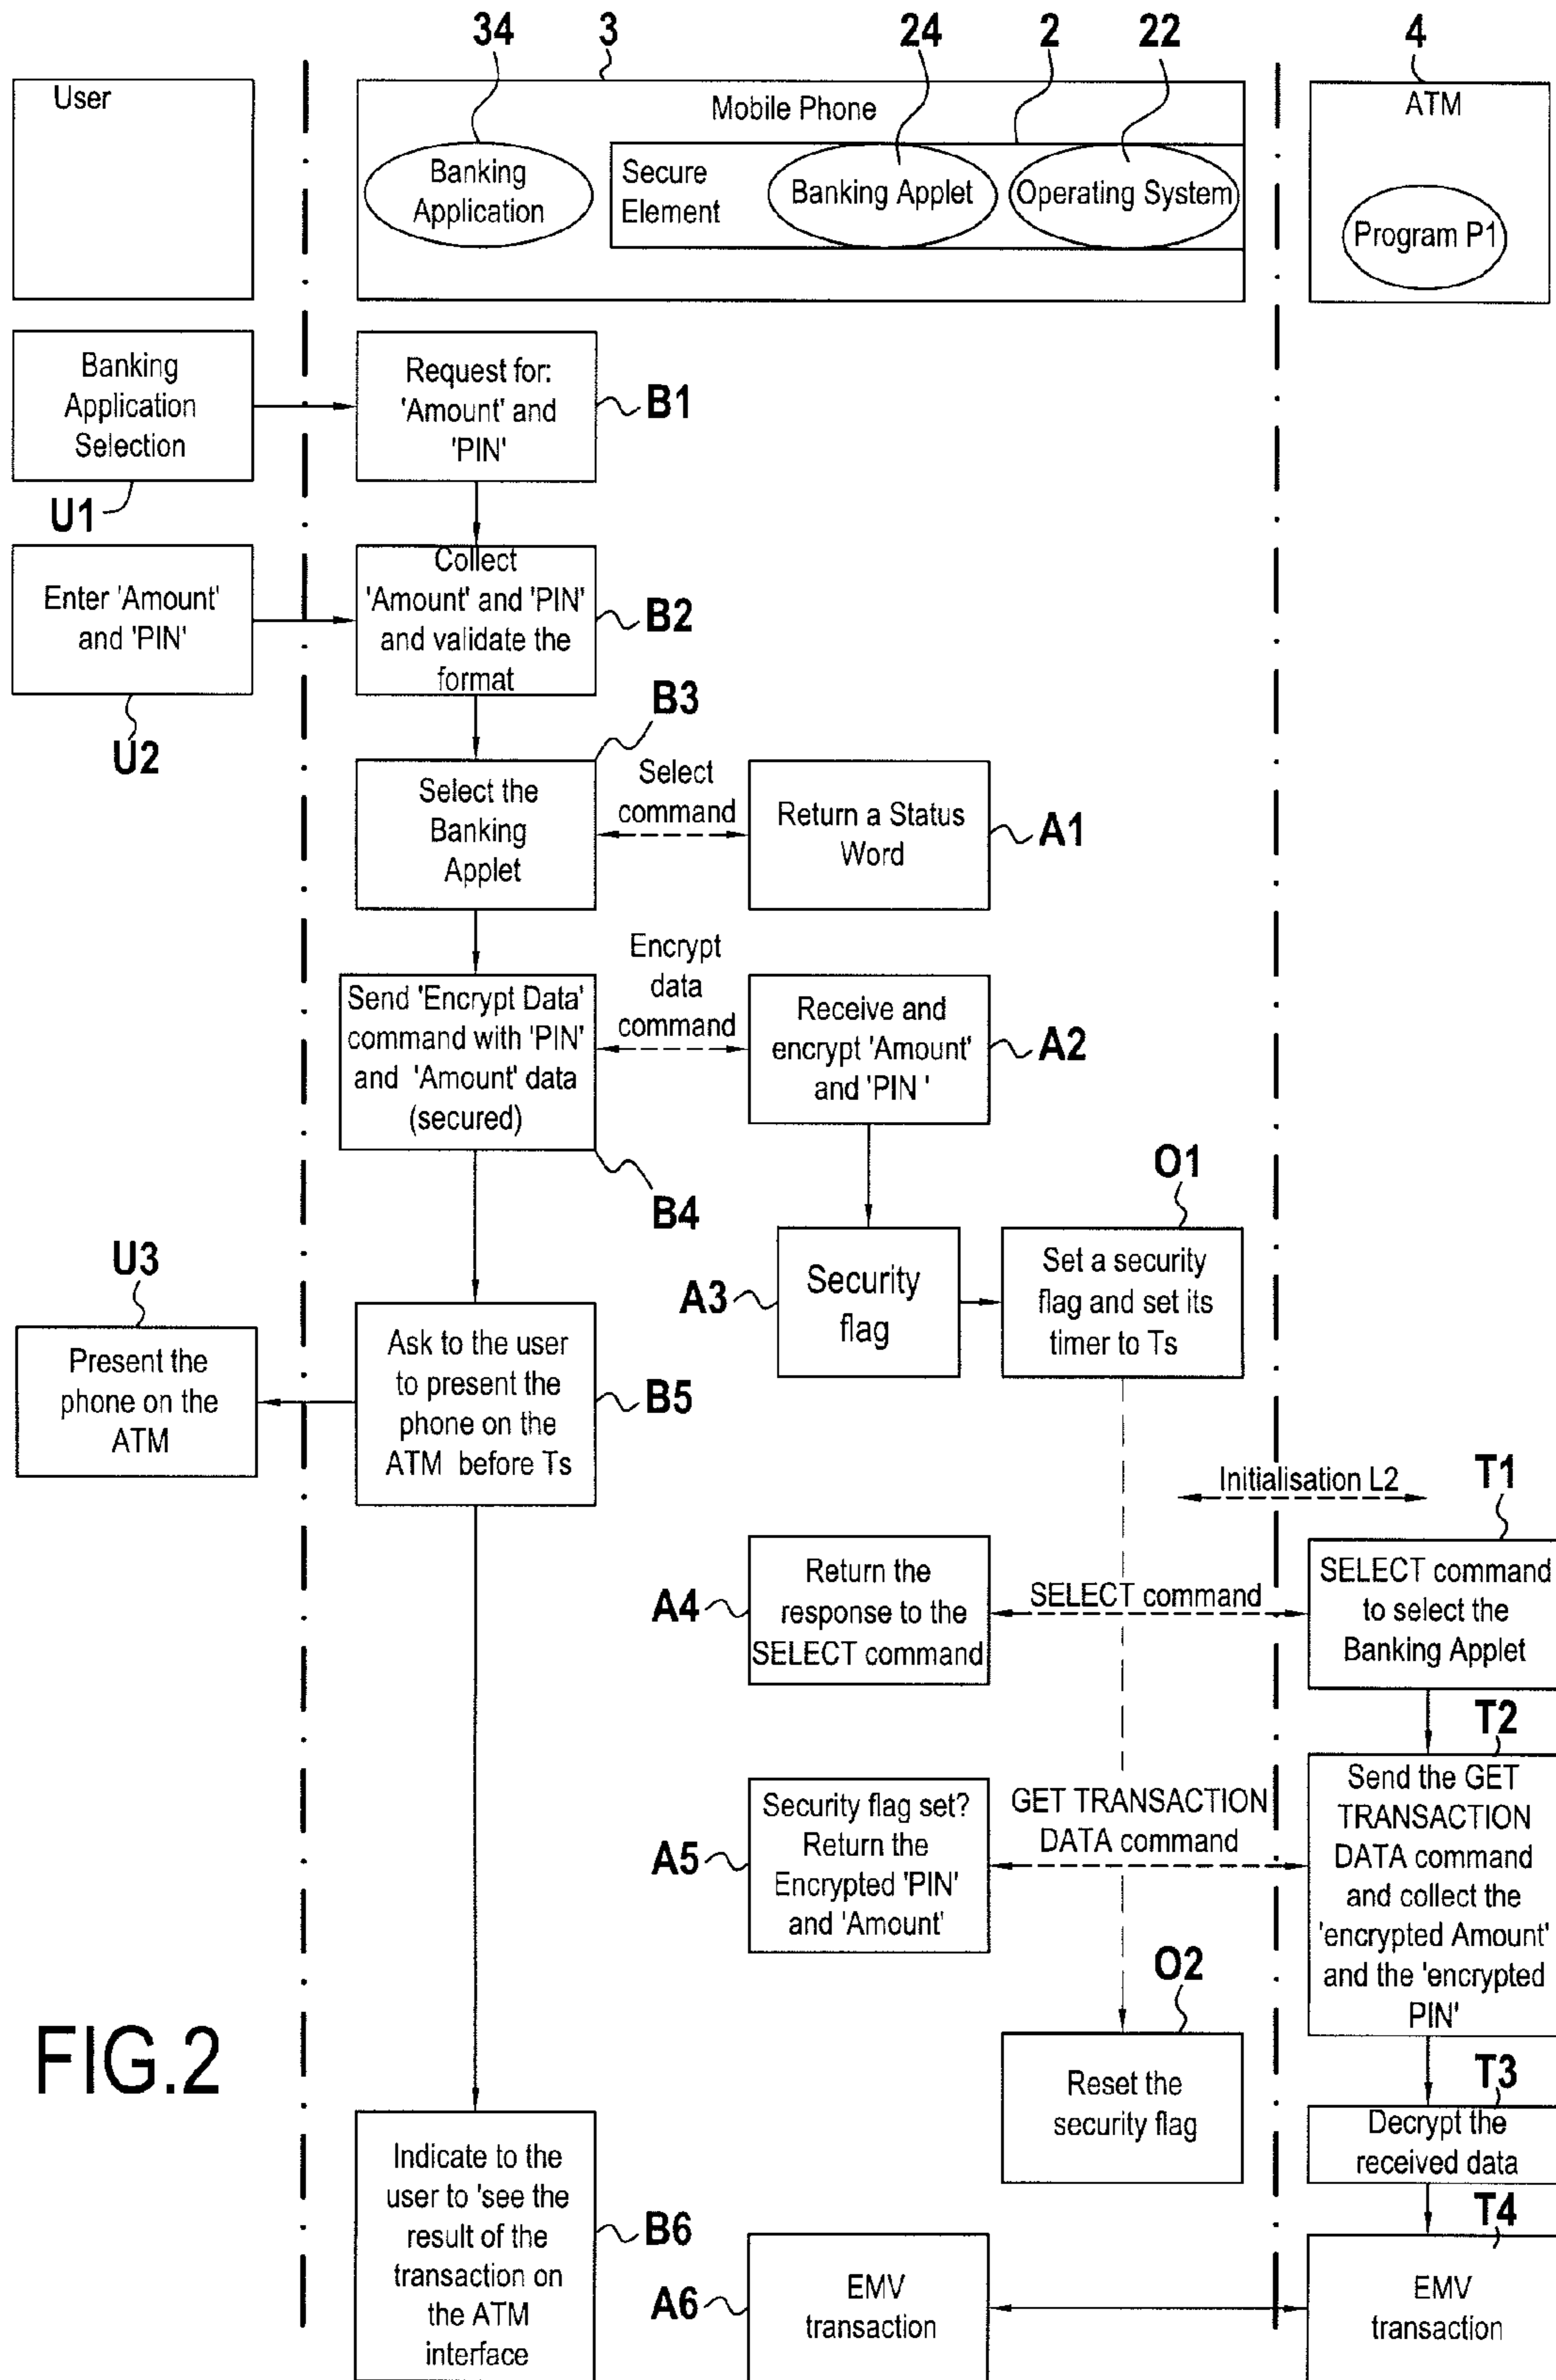 34
3
24
2
22
4
User
Mobile Phone
ATM
Banking
Application
Secure
Element
Banking Applet
Operating System
Program P1
Banking
Application
Selection
U1
Request for:
'Amount' and
'PIN'
B1
Enter 'Amount'
and 'PIN'
U2
Collect
'Amount' and 'PIN'
and validate the
format
B2
B3
Select the
Banking
Applet
Select
command
Return a Status
Word
A1
Send 'Encrypt Data'
command with 'PIN'
and 'Amount' data
(secured)
B4
Encrypt
data
command
Receive and
encrypt 'Amount'
and 'PIN '
A2
A3
Security
flag
O1
Set a security
flag and set its
timer to Ts
U3
Present the
phone on the
ATM
Ask to the user
to present the
phone on the
ATM before Ts
B5
Initialisation L2
T1
A4
Return the
response to the
SELECT command
SELECT command
SELECT command
to select the
Banking Applet
T2
A5
Security flag set?
Return the
Encrypted 'PIN'
and 'Amount'
GET TRANSACTION
DATA command
Send the GET
TRANSACTION
DATA command
and collect the
'encrypted Amount'
and the 'encrypted
PIN'
O2
Reset the
security flag
FIG.2
T3
Decrypt the
received data
T4
Indicate to the
user to 'see the
result of the
transaction on
the ATM
interface
B6
A6
EMV
transaction
EMV
transaction